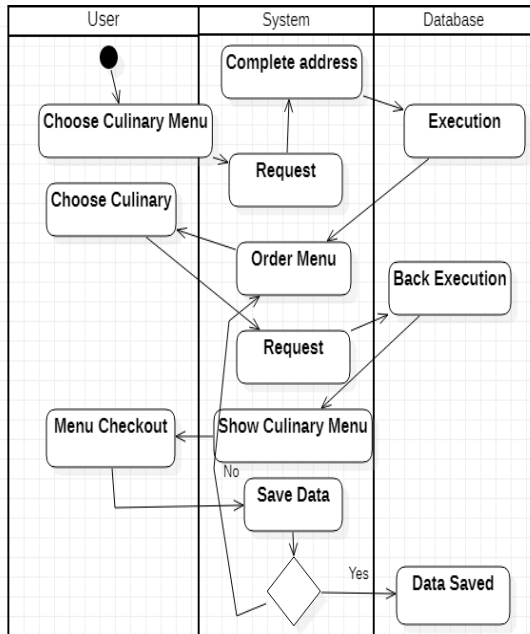 User
System
Database
Complete address
Choose Culinary Menu
Execution
Request
Choose Culinary
Order Menu
Back Execution
Request
Menu Checkout
Show Culinary Menu
No
Save Data
Yes
Data Saved